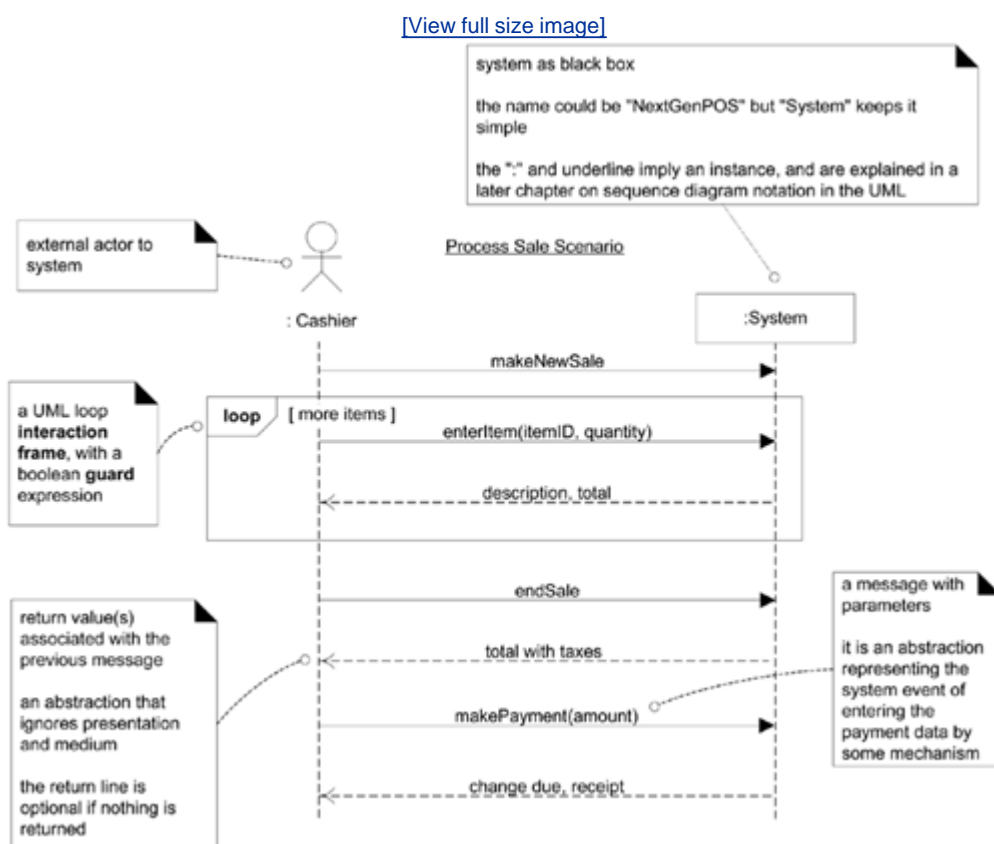 [View full size image]
system as black box
the name could be "NextGenPOS" but "System" keeps it
simple
the ":" and underline imply an instance, and are explained in a
later chapter on sequence diagram notation in the UML
external actor to
system
Process Sale Scenario
: Cashier
:System
makeNewSale
a UML loop
interaction
frame, with a
boolean guard
expression
loop
[ more items ]
enterItem(itemID, quantity)
description, total
endSale
return value(s)
associated with the
previous message
an abstraction that
ignores presentation
and medium
the return line is
optional if nothing is
returned
total with taxes
a message with
parameters
it is an abstraction
representing the
system event of
entering the
payment data by
some mechanism
makePayment(amount)
change due, receipt